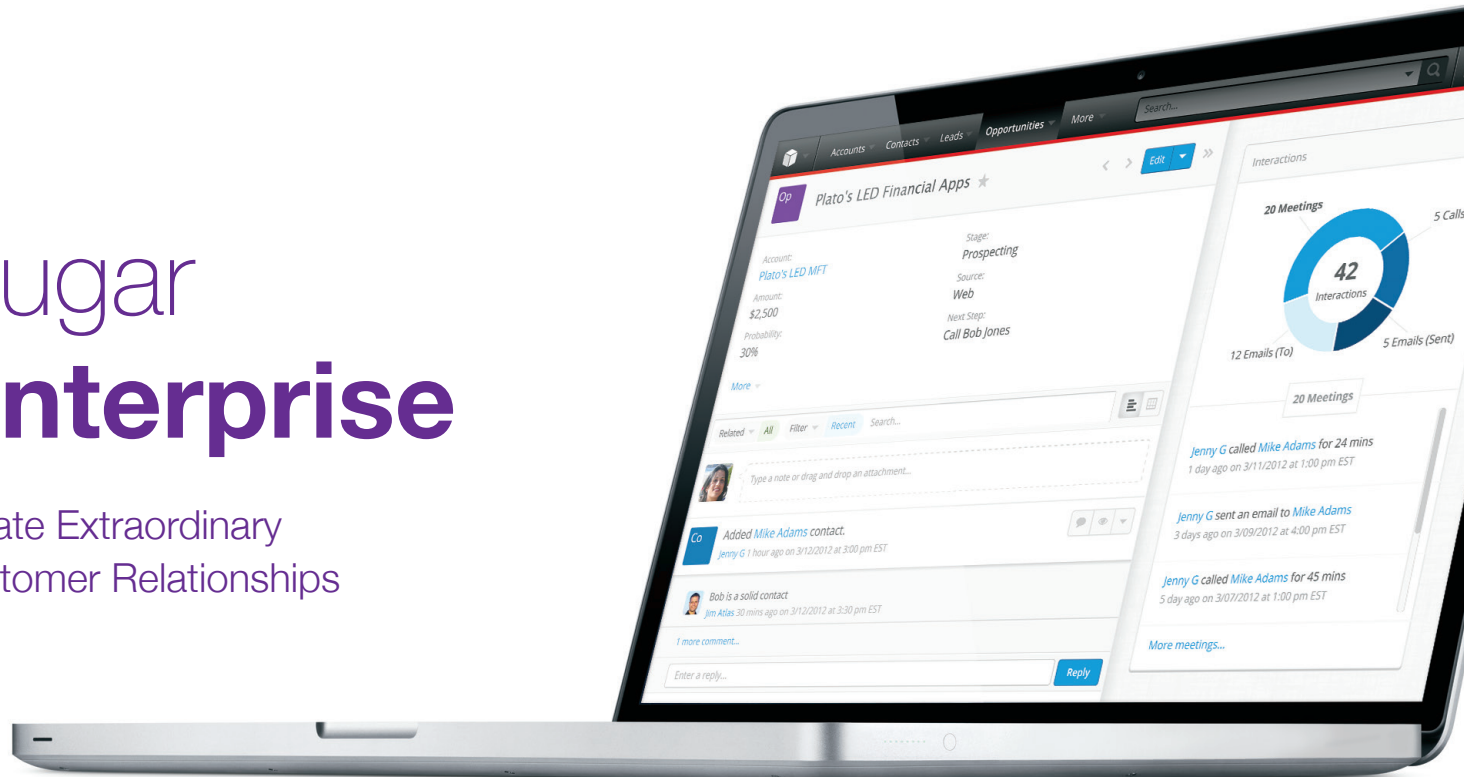 ugar
nterprise
ate Extraordinary
tomer Relationships
Accounts Contacts Leads Opportunities More Search...
Op Plato's LED Financial Apps Edit
Account:
Plato's LED MFT
Amount:
$2,500
Probability:
30%
More
Stage:
Prospecting
Source:
Web
Next Step:
Call Bob Jones
Related All Filter Recent Search...
Type a note or drag and drop an attachment...
Co Added Mike Adams contact.
Jenny G 1 hour ago on 3/12/2012 at 3:00 pm EST
Bob is a solid contact
Jim Atlas 30 mins ago on 3/12/2012 at 3:30 pm EST
1 more comment...
Enter a reply... Reply
Interactions
20 Meetings
5 Calls
42
Interactions
12 Emails (To)
5 Emails (Sent)
20 Meetings
Jenny G called Mike Adams for 24 mins
1 day ago on 3/11/2012 at 1:00 pm EST
Jenny G sent an email to Mike Adams
3 days ago on 3/09/2012 at 4:00 pm EST
Jenny G called Mike Adams for 45 mins
5 day ago on 3/07/2012 at 1:00 pm EST
More meetings...